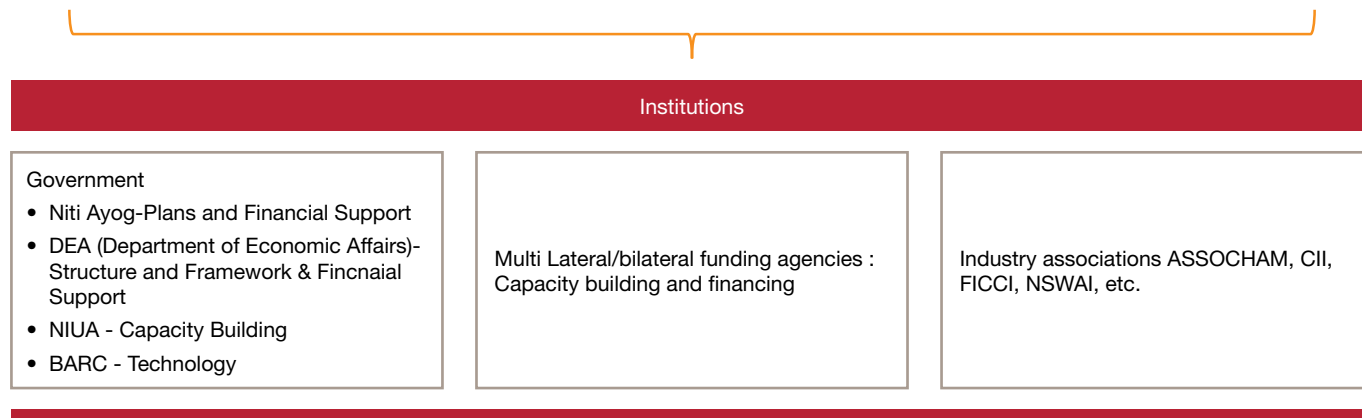 Institutions
Government
• Niti Ayog-Plans and Financial Support
• DEA (Department of Economic Affairs)-
Structure and Framework & Fincnaial
Support
• NIUA - Capacity Building
• BARC - Technology
Multi Lateral/bilateral funding agencies :
Capacity building and financing
Industry associations ASSOCHAM, CII,
FICCI, NSWAI, etc.